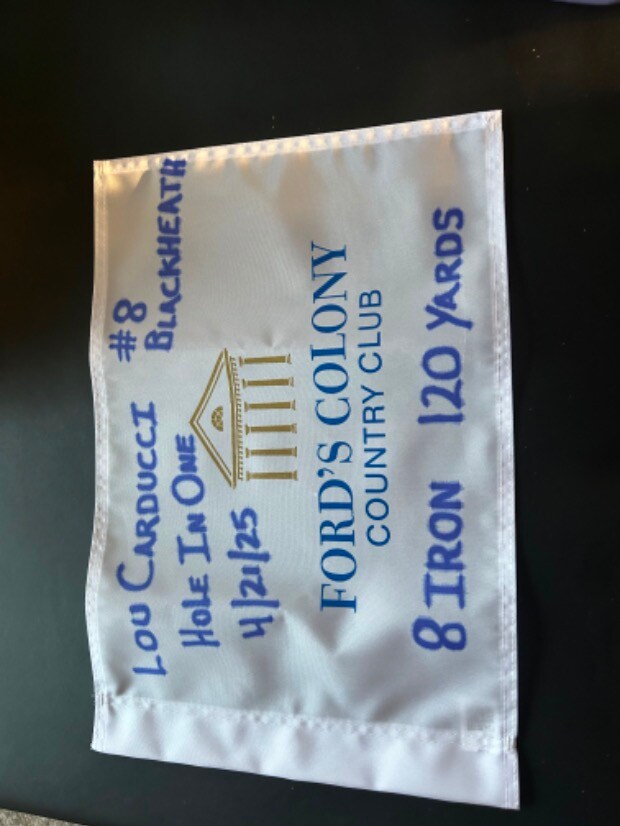 LOU CARDUCCI
HOLE IN ONE
4/21/25
#8
BLACKHEATH
FORD'S COLONY
COUNTRY CLUB
8 IRON 120 YARDS